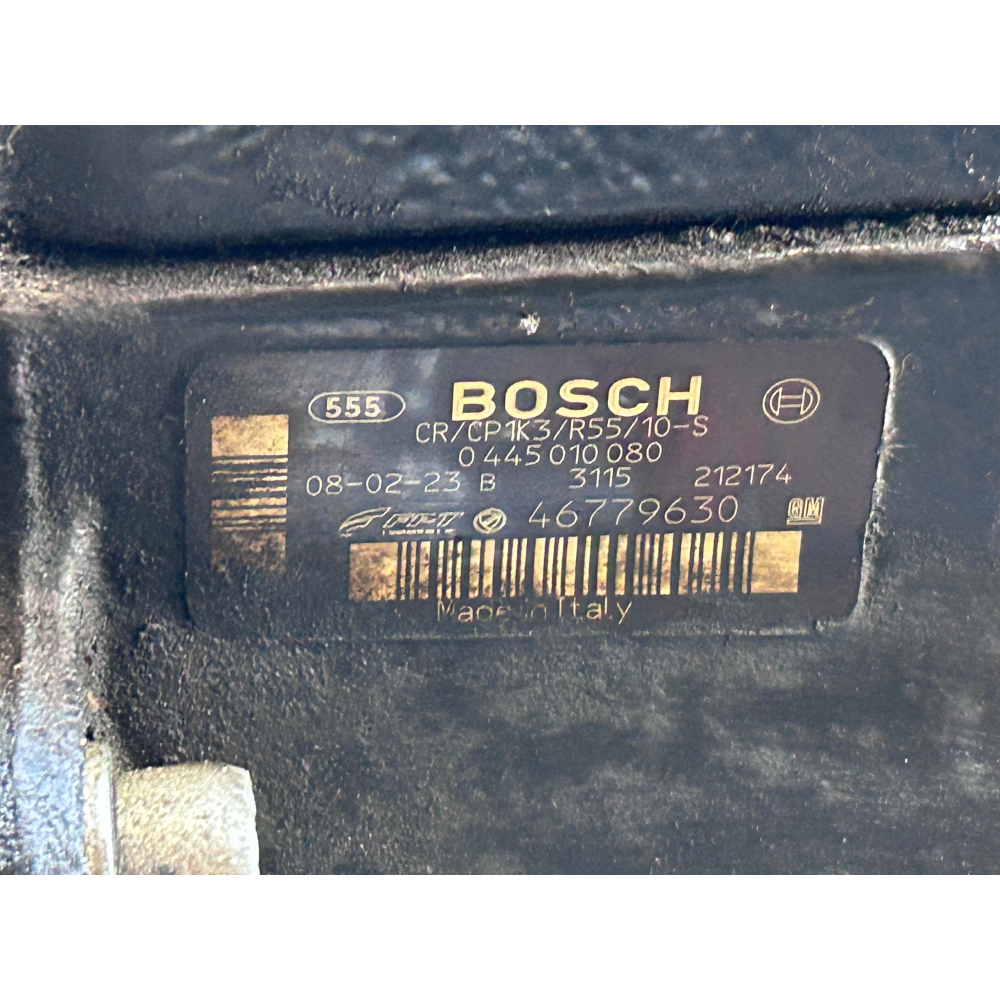 555 BOSCH
CR/CP1K3/R55/10-S
0 445 010 080
08-02-23 B 3115 212174
FPT 46779630 GM
Made in Italy